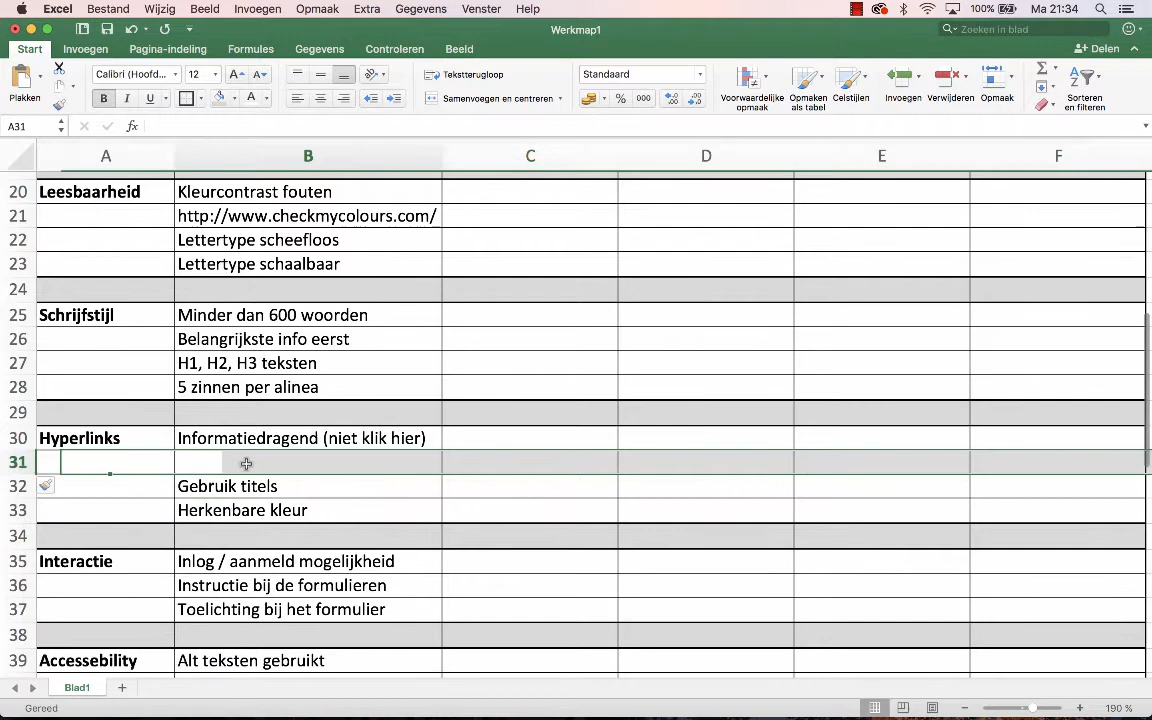 Excel Bestand Wijzig Beeld Invoegen Opmaak Extra Gegevens Venster Help 100% Ma 21:34
Werkmap1 Zoeken in blad
Start Invoegen Pagina-indeling Formules Gegevens Controleren Beeld Delen
Plakken Calibri (Hoofd... 12 A A Tekstterugloop Standaard Voorwaardelijke opmaak Opmaken als tabel Celstijlen Invoegen Verwijderen Opmaak Sorteren en filteren
B I U A Samenvoegen en centreren % 000
A31 fx
A B C D E F
20 Leesbaarheid Kleurcontrast fouten
21 http://www.checkmycolours.com/
22 Lettertype scheefloos
23 Lettertype schaalbaar
24
25 Schrijfstijl Minder dan 600 woorden
26 Belangrijkste info eerst
27 H1, H2, H3 teksten
28 5 zinnen per alinea
29
30 Hyperlinks Informatiedragend (niet klik hier)
31
32 Gebruik titels
33 Herkenbare kleur
34
35 Interactie Inlog / aanmeld mogelijkheid
36 Instructie bij de formulieren
37 Toelichting bij het formulier
38
39 Accessebility Alt teksten gebruikt
Blad1
Gereed 190 %